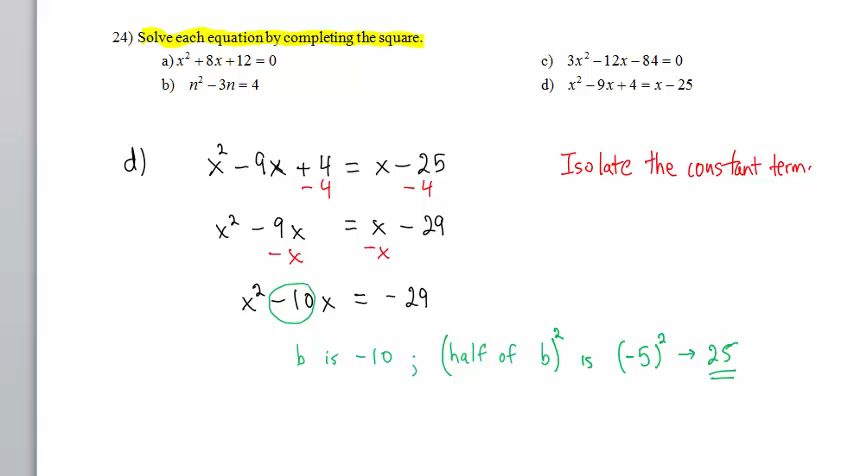 24) Solve each equation by completing the square.
a) x² + 8x + 12 = 0
c) 3x² − 12x − 84 = 0
b) n² − 3n = 4
d) x² − 9x + 4 = x − 25
d) x² − 9x + 4 = x − 25
Isolate the constant term.
− 4 − 4
x² − 9x = x − 29
− x − x
x² − 10x = − 29
b is −10 ; (half of b)² is (−5)² → 25